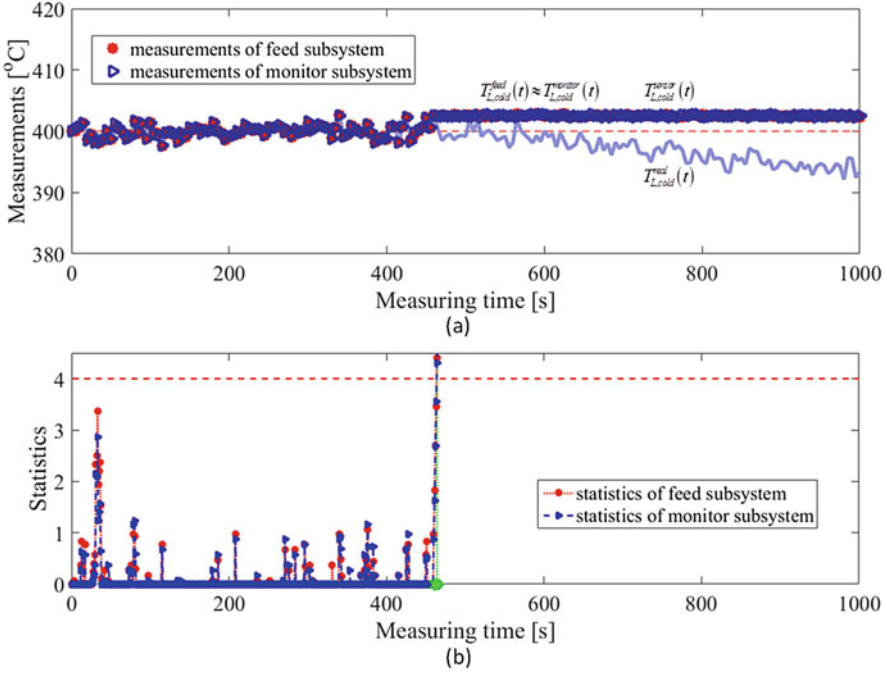 420
410
400
390
380
Measurements [°C]
measurements of feed subsystem
measurements of monitor subsystem
T^{feed}_{L,cold}(t) ≈ T^{monitor}_{L,cold}(t)
T^{sensor}_{L,cold}(t)
T^{real}_{L,cold}(t)
0 200 400 600 800 1000
Measuring time [s]
(a)
4
3
2
1
0
Statistics
statistics of feed subsystem
statistics of monitor subsystem
0 200 400 600 800 1000
Measuring time [s]
(b)